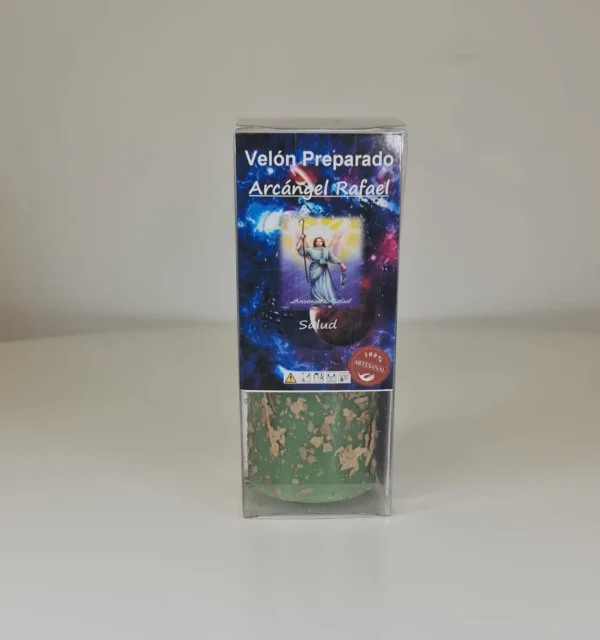 Velón Preparado
Arcángel Rafael
Salud
100%
ARTESANAL